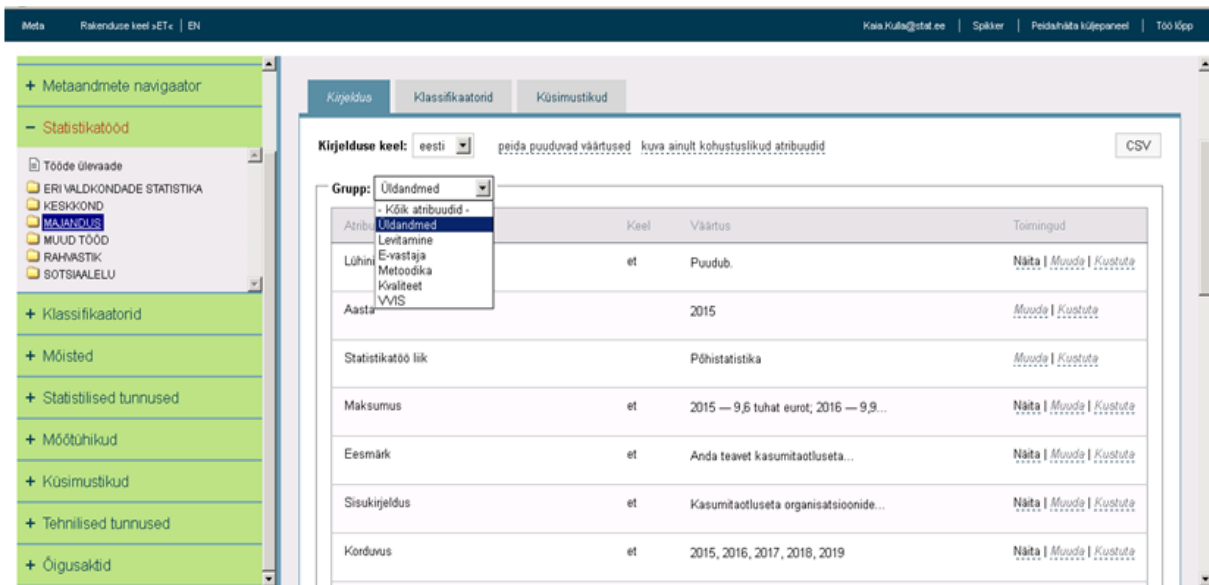 iMeta Rakenduse keel »ET« | EN Kaia.Kulla@stat.ee | Spikker | Peida/näita küljepaneel | Töö lõpp
+ Metaandmete navigaator
− Statistikatööd
Tööde ülevaade
ERI VALDKONDADE STATISTIKA
KESKKOND
MAJANDUS
MUUD TÖÖD
RAHVASTIK
SOTSIAALELU
+ Klassifikaatorid
+ Mõisted
+ Statistilised tunnused
+ Mõõtühikud
+ Küsimustikud
+ Tehnilised tunnused
+ Õigusaktid
Kirjeldus Klassifikaatorid Küsimustikud
Kirjelduse keel: eesti peida puuduvad väärtused kuva ainult kohustuslikud atribuudid CSV
Grupp: Üldandmed
- Kõik atribuudid -
Üldandmed
Levitamine
E-vastaja
Metoodika
Kvaliteet
VVIS
Atribu Keel Väärtus Toimingud
Lühini et Puudub. Näita | Muuda | Kustuta
Aasta 2015 Muuda | Kustuta
Statistikatöö liik Põhistatistika Muuda | Kustuta
Maksumus et 2015 — 9,6 tuhat eurot; 2016 — 9,9... Näita | Muuda | Kustuta
Eesmärk et Anda teavet kasumitaotluseta... Näita | Muuda | Kustuta
Sisukirjeldus et Kasumitaotluseta organisatsioonide... Näita | Muuda | Kustuta
Korduvus et 2015, 2016, 2017, 2018, 2019 Näita | Muuda | Kustuta